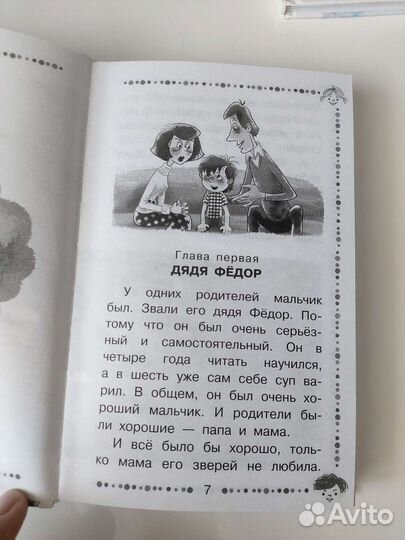 Глава первая
ДЯДЯ ФЁДОР
У одних родителей мальчик
был. Звали его дядя Фёдор. По-
тому что он был очень серьёз-
ный и самостоятельный. Он в
четыре года читать научился,
а в шесть уже сам себе суп ва-
рил. В общем, он был очень хо-
роший мальчик. И родители бы-
ли хорошие — папа и мама.
И всё было бы хорошо, толь-
ко мама его зверей не любила.
7
Avito